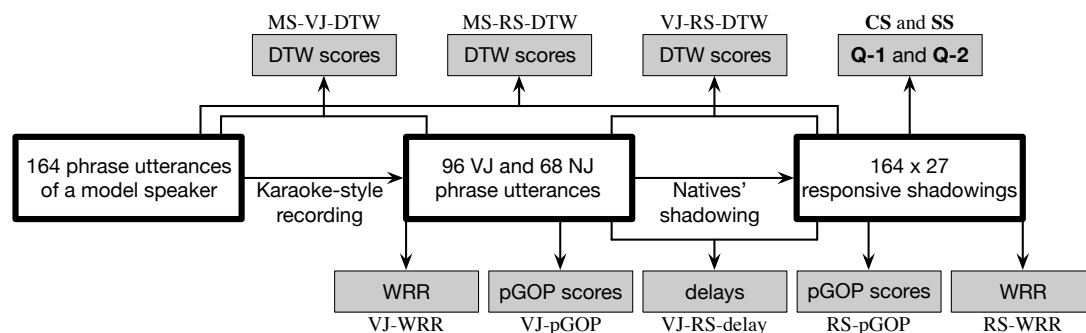 MS-VJ-DTW
MS-RS-DTW
VJ-RS-DTW
CS and SS
DTW scores
DTW scores
DTW scores
Q-1 and Q-2
164 phrase utterances
of a model speaker
Karaoke-style
recording
96 VJ and 68 NJ
phrase utterances
Natives'
shadowing
164 x 27
responsive shadowings
WRR
pGOP scores
delays
pGOP scores
WRR
VJ-WRR
VJ-pGOP
VJ-RS-delay
RS-pGOP
RS-WRR